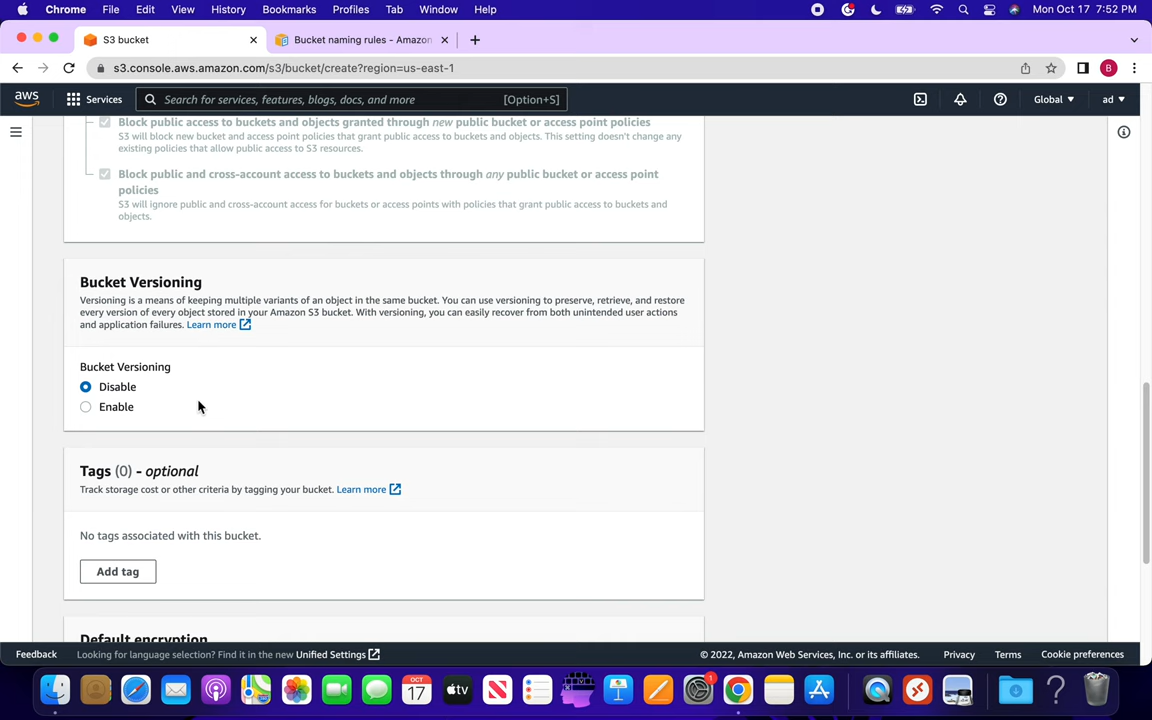 Chrome File Edit View History Bookmarks Profiles Tab Window Help Mon Oct 17 7:52 PM
S3 bucket Bucket naming rules - Amazon
s3.console.aws.amazon.com/s3/bucket/create?region=us-east-1 B
aws Services Search for services, features, blogs, docs, and more [Option+S] Global ad
Block public access to buckets and objects granted through new public bucket or access point policies
S3 will block new bucket and access point policies that grant public access to buckets and objects. This setting doesn't change any
existing policies that allow public access to S3 resources.
Block public and cross-account access to buckets and objects through any public bucket or access point
policies
S3 will ignore public and cross-account access for buckets or access points with policies that grant public access to buckets and
objects.
Bucket Versioning
Versioning is a means of keeping multiple variants of an object in the same bucket. You can use versioning to preserve, retrieve, and restore
every version of every object stored in your Amazon S3 bucket. With versioning, you can easily recover from both unintended user actions
and application failures. Learn more
Bucket Versioning
Disable
Enable
Tags (0) - optional
Track storage cost or other criteria by tagging your bucket. Learn more
No tags associated with this bucket.
Add tag
Default encryption
Feedback Looking for language selection? Find it in the new Unified Settings © 2022, Amazon Web Services, Inc. or its affiliates. Privacy Terms Cookie preferences
OCT
17
tv
1